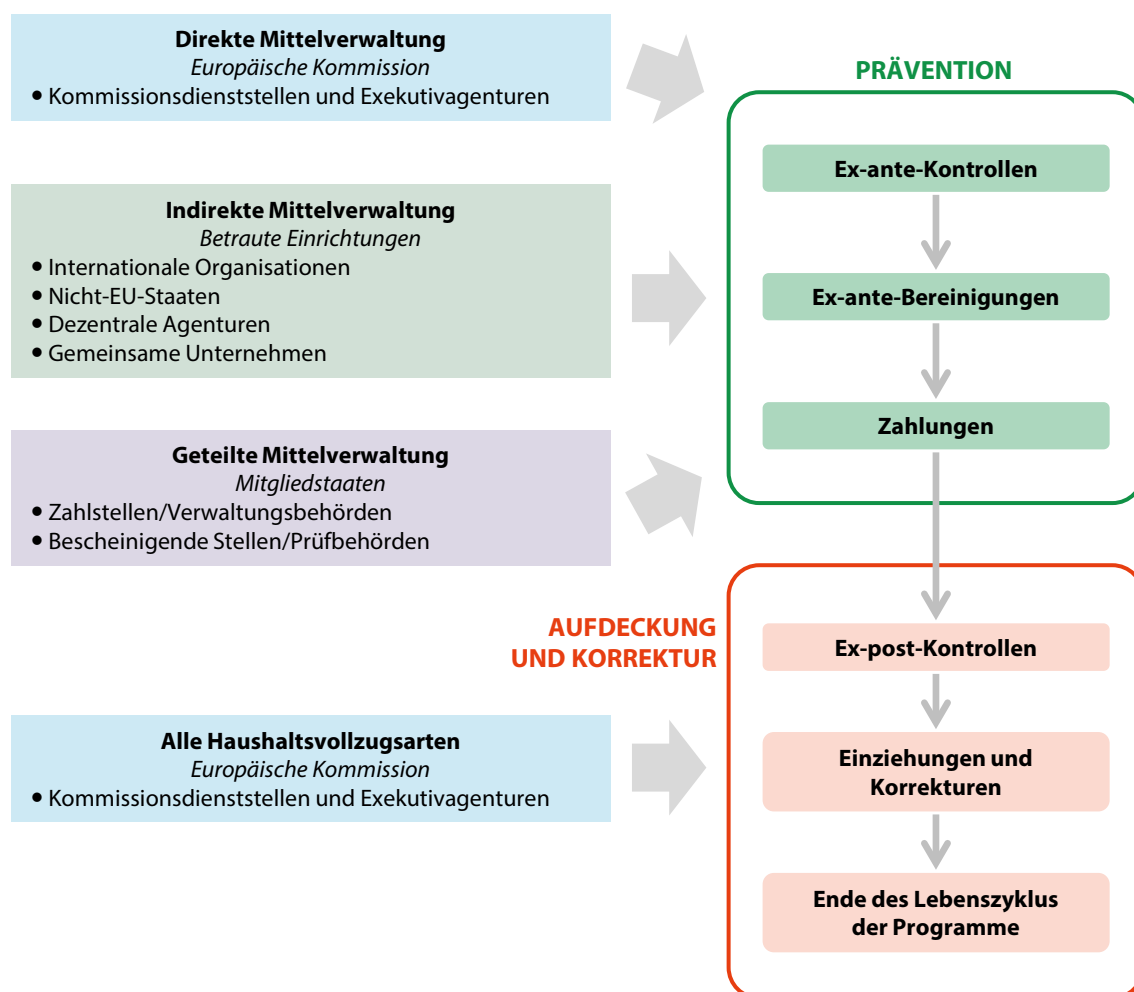 Direkte Mittelverwaltung
Europäische Kommission
• Kommissionsdienststellen und Exekutivagenturen
Indirekte Mittelverwaltung
Betraute Einrichtungen
• Internationale Organisationen
• Nicht-EU-Staaten
• Dezentrale Agenturen
• Gemeinsame Unternehmen
Geteilte Mittelverwaltung
Mitgliedstaaten
• Zahlstellen/Verwaltungsbehörden
• Bescheinigende Stellen/Prüfbehörden
Alle Haushaltsvollzugsarten
Europäische Kommission
• Kommissionsdienststellen und Exekutivagenturen
PRÄVENTION
Ex-ante-Kontrollen
Ex-ante-Bereinigungen
Zahlungen
AUFDECKUNG
UND KORREKTUR
Ex-post-Kontrollen
Einziehungen und
Korrekturen
Ende des Lebenszyklus
der Programme